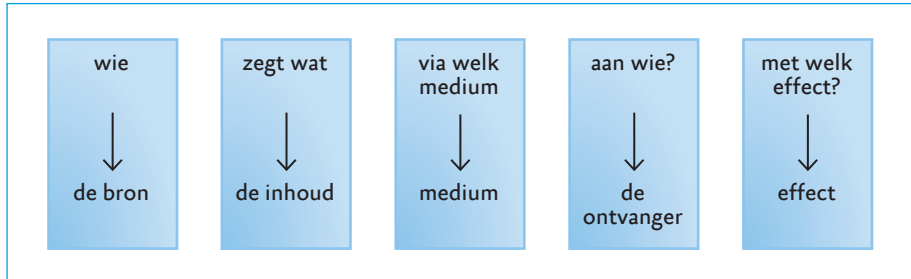 wie
de bron
zegt wat
de inhoud
via welk
medium
medium
aan wie?
de
ontvanger
met welk
effect?
effect